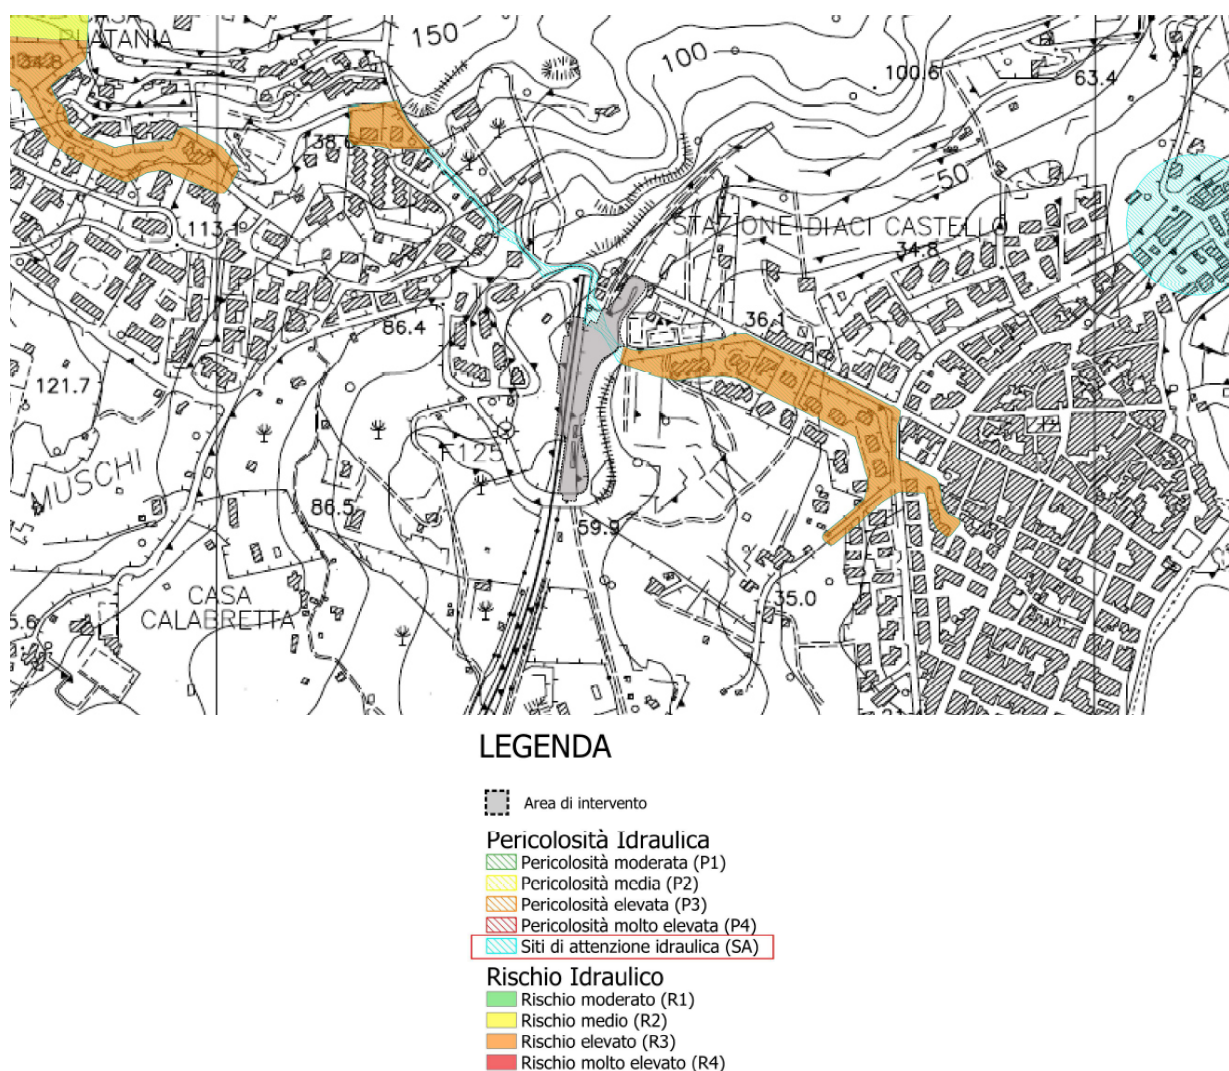 CASA
PLATANIA
150
100
100.6
63.4
50
STAZIONE DI ACI CASTELLO
34.8
113.1
86.4
36.1
121.7
F125
MUSCHI
86.5
59.9
CASA
CALABRETTA
35.0
LEGENDA
Area di intervento
Pericolosità Idraulica
Pericolosità moderata (P1)
Pericolosità media (P2)
Pericolosità elevata (P3)
Pericolosità molto elevata (P4)
Siti di attenzione idraulica (SA)
Rischio Idraulico
Rischio moderato (R1)
Rischio medio (R2)
Rischio elevato (R3)
Rischio molto elevato (R4)